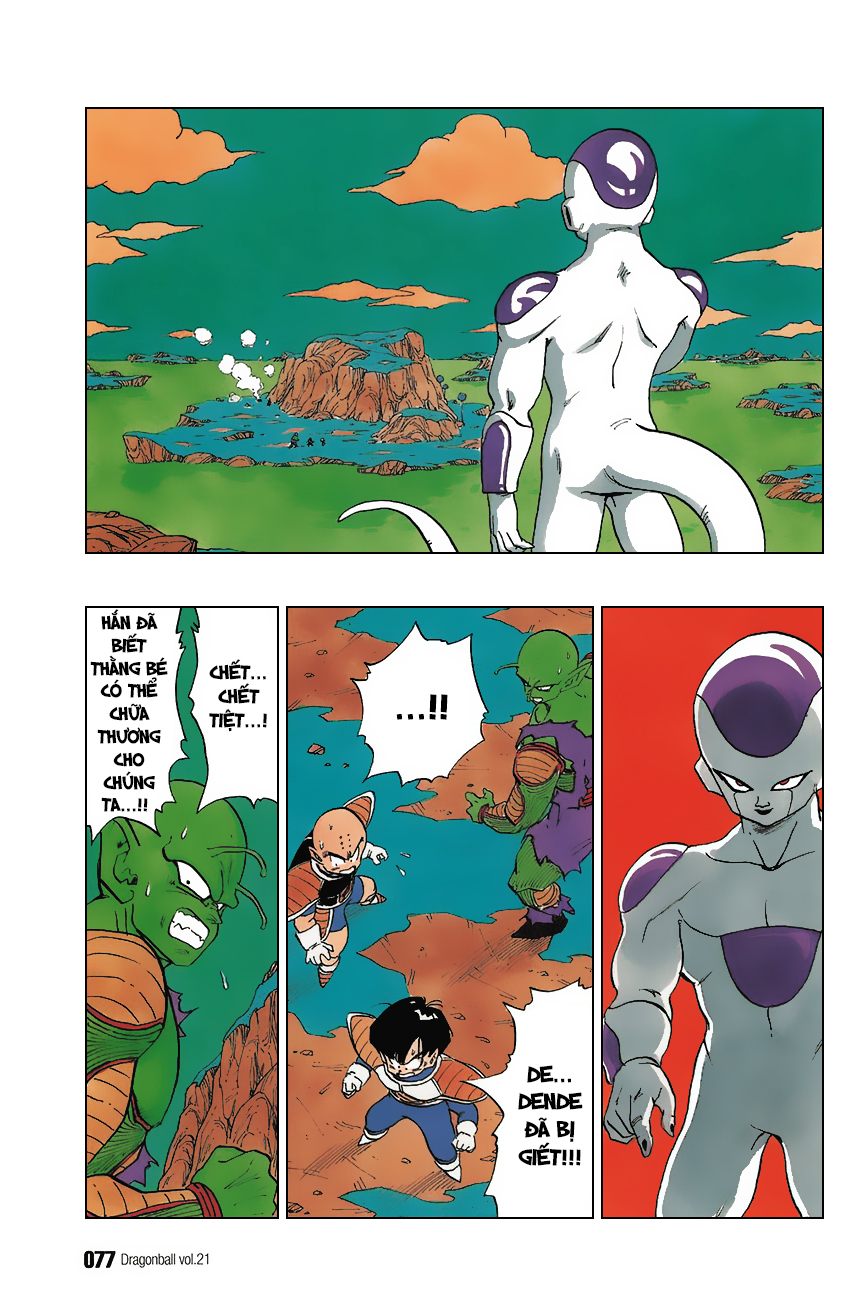 ...!!
DE...
DENDE
ĐÃ BỊ
GIẾT!!!
CHẾT...
CHẾT
TIỆT...!
HẮN ĐÃ
BIẾT
THẰNG BÉ
CÓ THỂ
CHỮA
THƯƠNG
CHO
CHÚNG
TA...!!
077 Dragonball vol.21